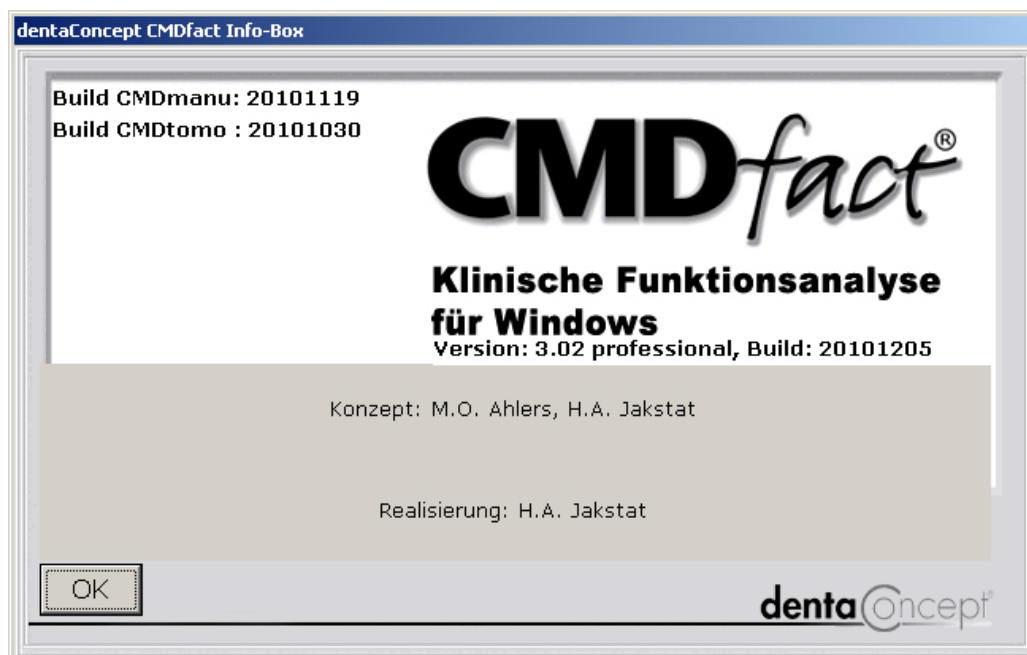 dentaConcept CMDfact Info-Box
Build CMDmanu: 20101119
Build CMDtomo : 20101030
CMDfact®
Klinische Funktionsanalyse
für Windows
Version: 3.02 professional, Build: 20101205
Konzept: M.O. Ahlers, H.A. Jakstat
Realisierung: H.A. Jakstat
OK
dentaConcept®